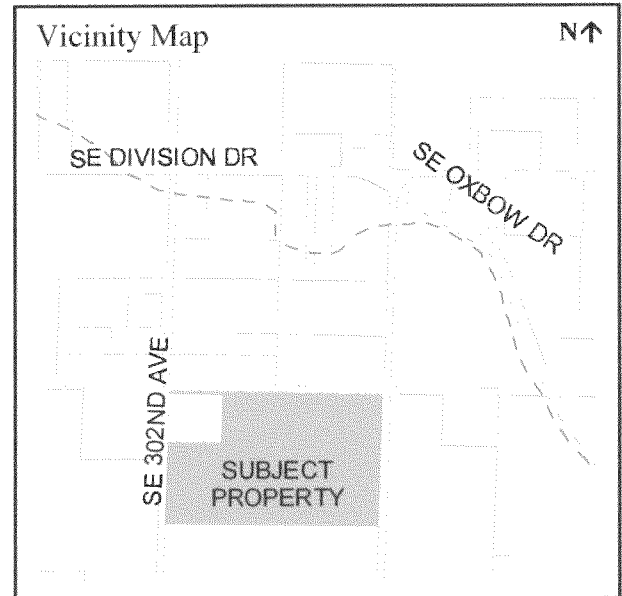 Vicinity Map
N↑
SE DIVISION DR
SE OXBOW DR
SE 302ND AVE
SUBJECT
PROPERTY